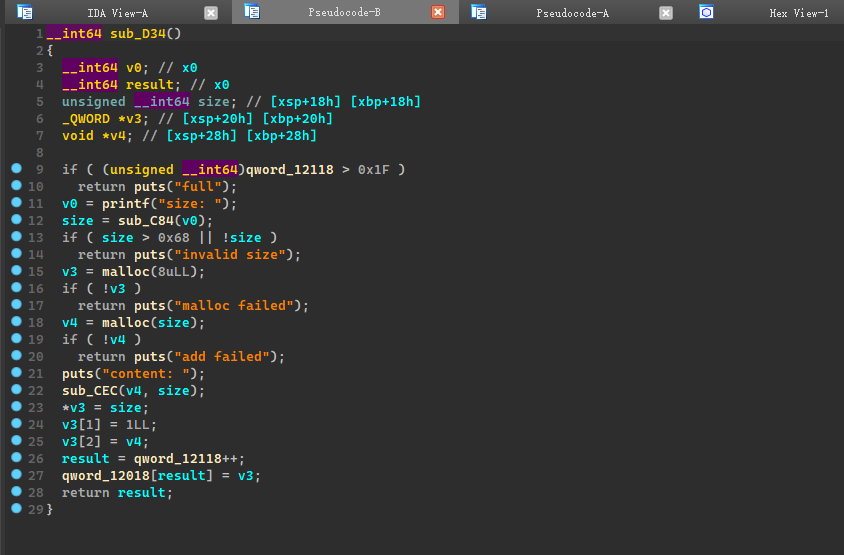 IDA View-A Pseudocode-B Pseudocode-A Hex View-1
1 __int64 sub_D34()
2 {
3 __int64 v0; // x0
4 __int64 result; // x0
5 unsigned __int64 size; // [xsp+18h] [xbp+18h]
6 _QWORD *v3; // [xsp+20h] [xbp+20h]
7 void *v4; // [xsp+28h] [xbp+28h]
8
9 if ( (unsigned __int64)qword_12118 > 0x1F )
10 return puts("full");
11 v0 = printf("size: ");
12 size = sub_C84(v0);
13 if ( size > 0x68 || !size )
14 return puts("invalid size");
15 v3 = malloc(8uLL);
16 if ( !v3 )
17 return puts("malloc failed");
18 v4 = malloc(size);
19 if ( !v4 )
20 return puts("add failed");
21 puts("content: ");
22 sub_CEC(v4, size);
23 *v3 = size;
24 v3[1] = 1LL;
25 v3[2] = v4;
26 result = qword_12118++;
27 qword_12018[result] = v3;
28 return result;
29 }